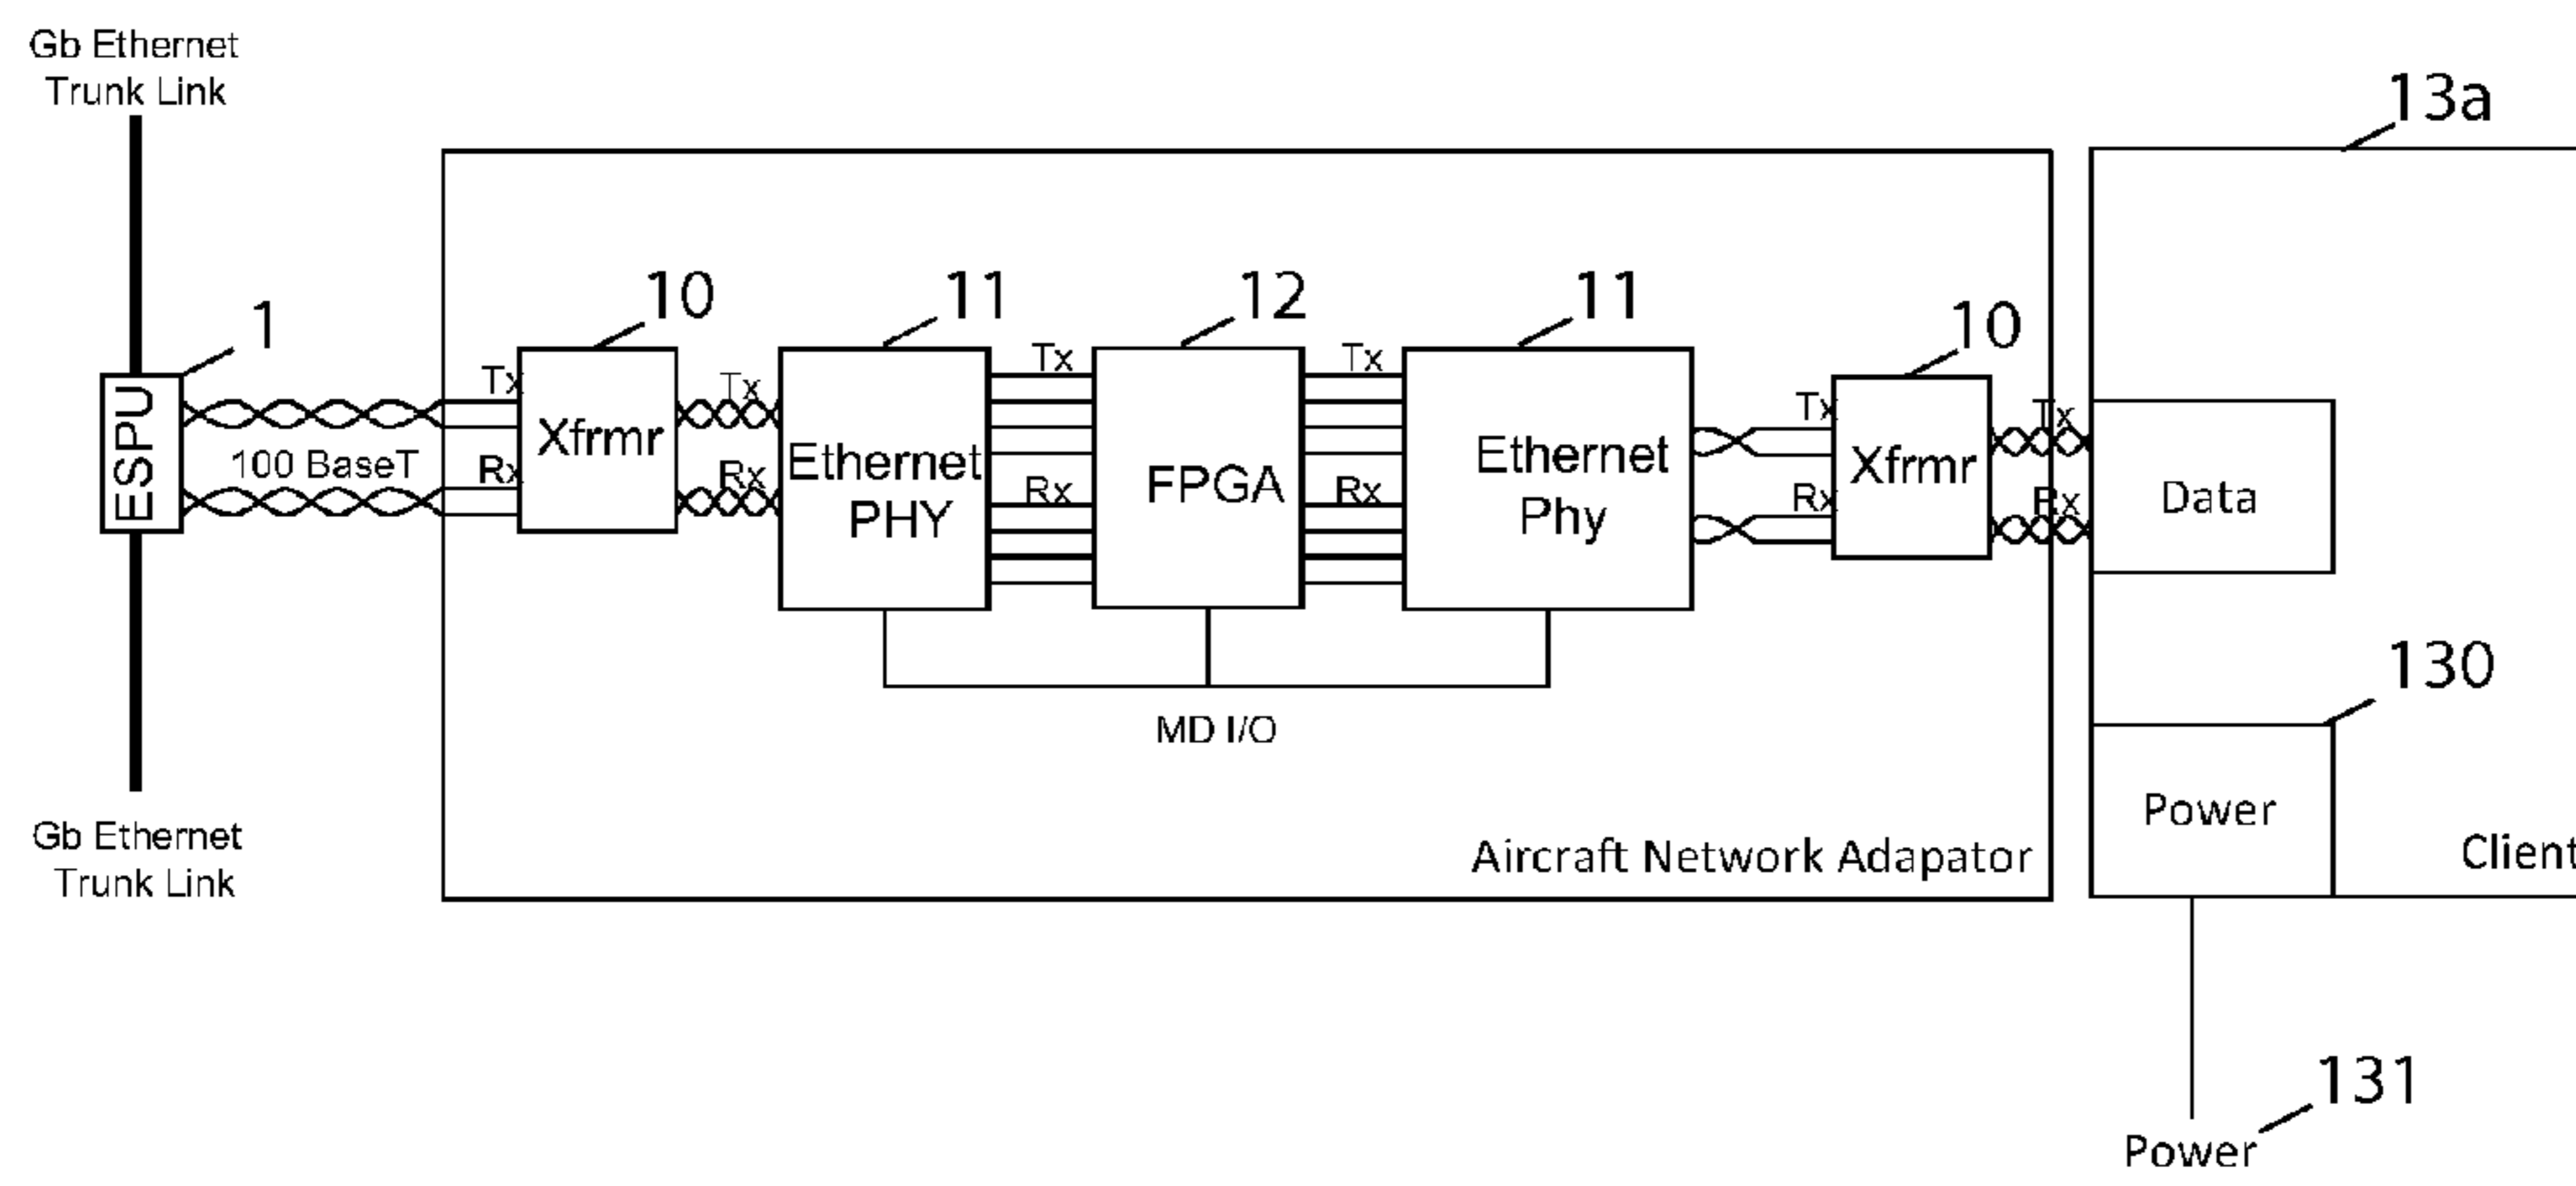 Gb Ethernet
Trunk Link
13a
10
11
12
11
10
1
ESPU
100 BaseT
Tx
Rx
Xfrmr
Tx
Rx
Ethernet
PHY
Tx
Rx
FPGA
Tx
Rx
Ethernet
Phy
Tx
Rx
Xfrmr
Tx
Rx
Data
MD I/O
130
Power
Gb Ethernet
Trunk Link
Aircraft Network Adapator
Client
131
Power